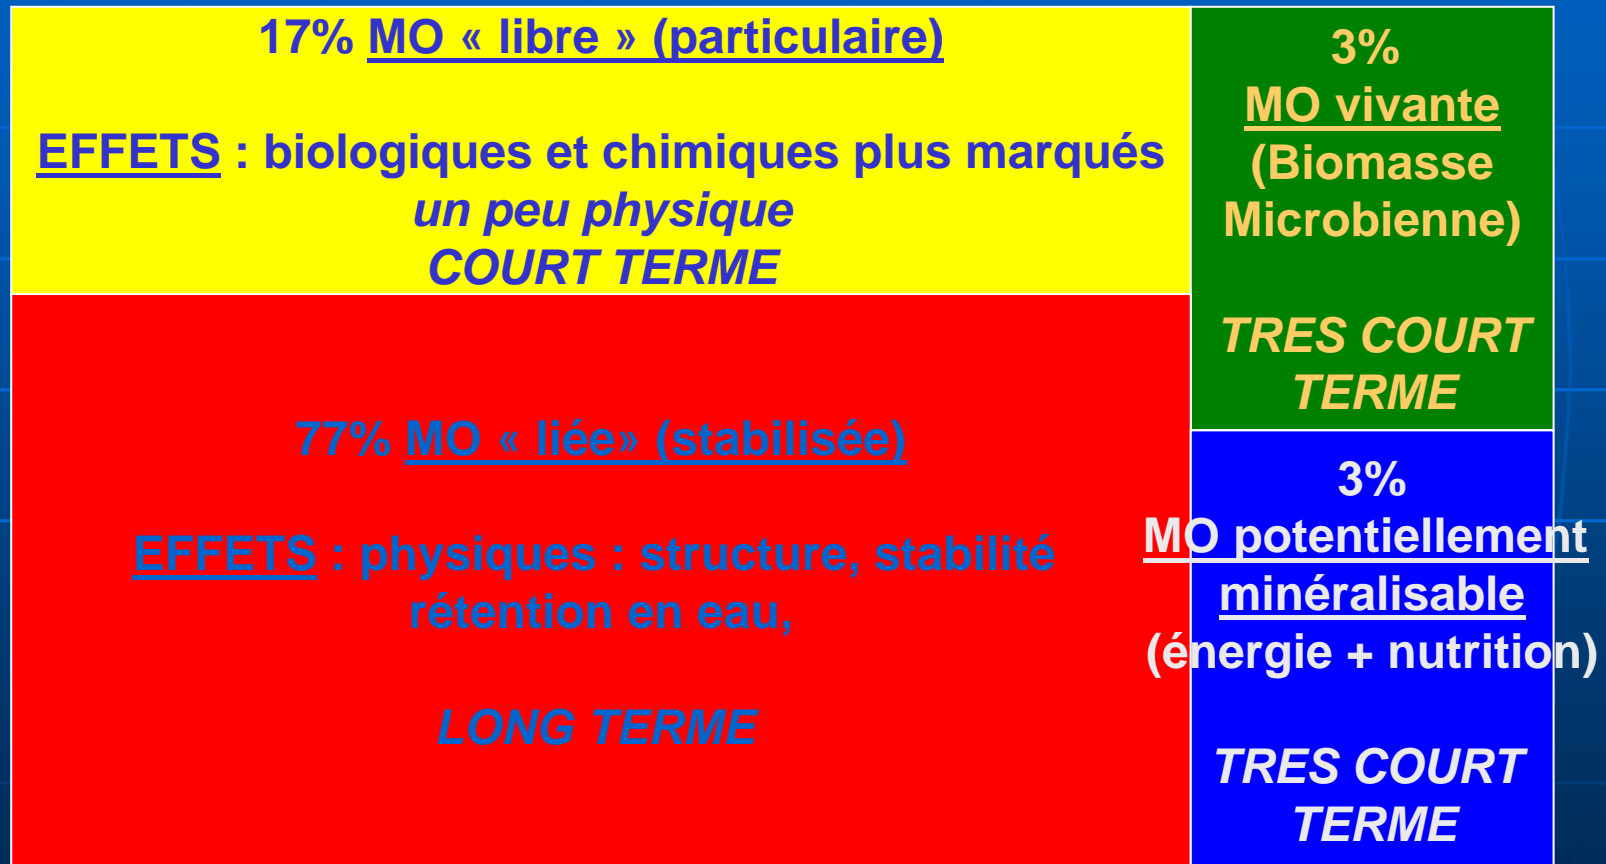 17% MO « libre » (particulaire)
EFFETS : biologiques et chimiques plus marqués
un peu physique
COURT TERME
77% MO « liée» (stabilisée)
EFFETS : physiques : structure, stabilité
rétention en eau,
LONG TERME
3%
MO vivante
(Biomasse
Microbienne)
TRES COURT
TERME
3%
MO potentiellement
minéralisable
(énergie + nutrition)
TRES COURT
TERME